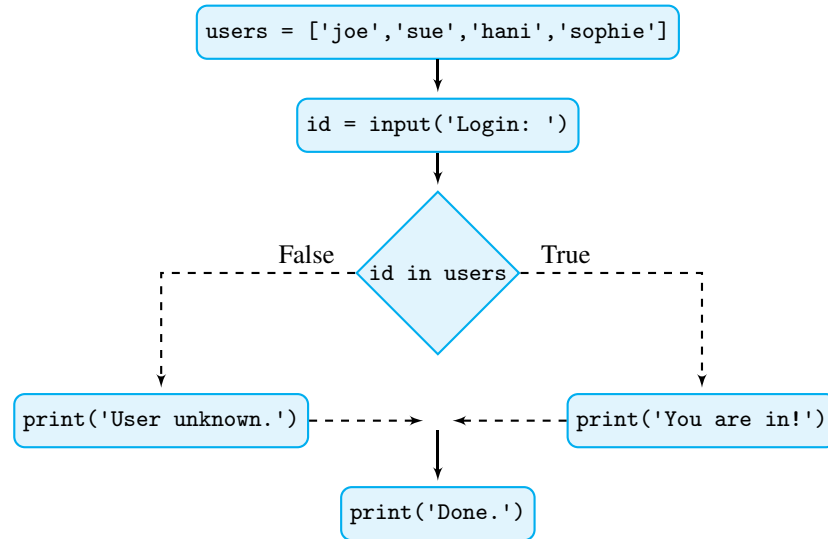 users = ['joe','sue','hani','sophie']
id = input('Login: ')
False
True
id in users
print('User unknown.')
print('You are in!')
print('Done.')